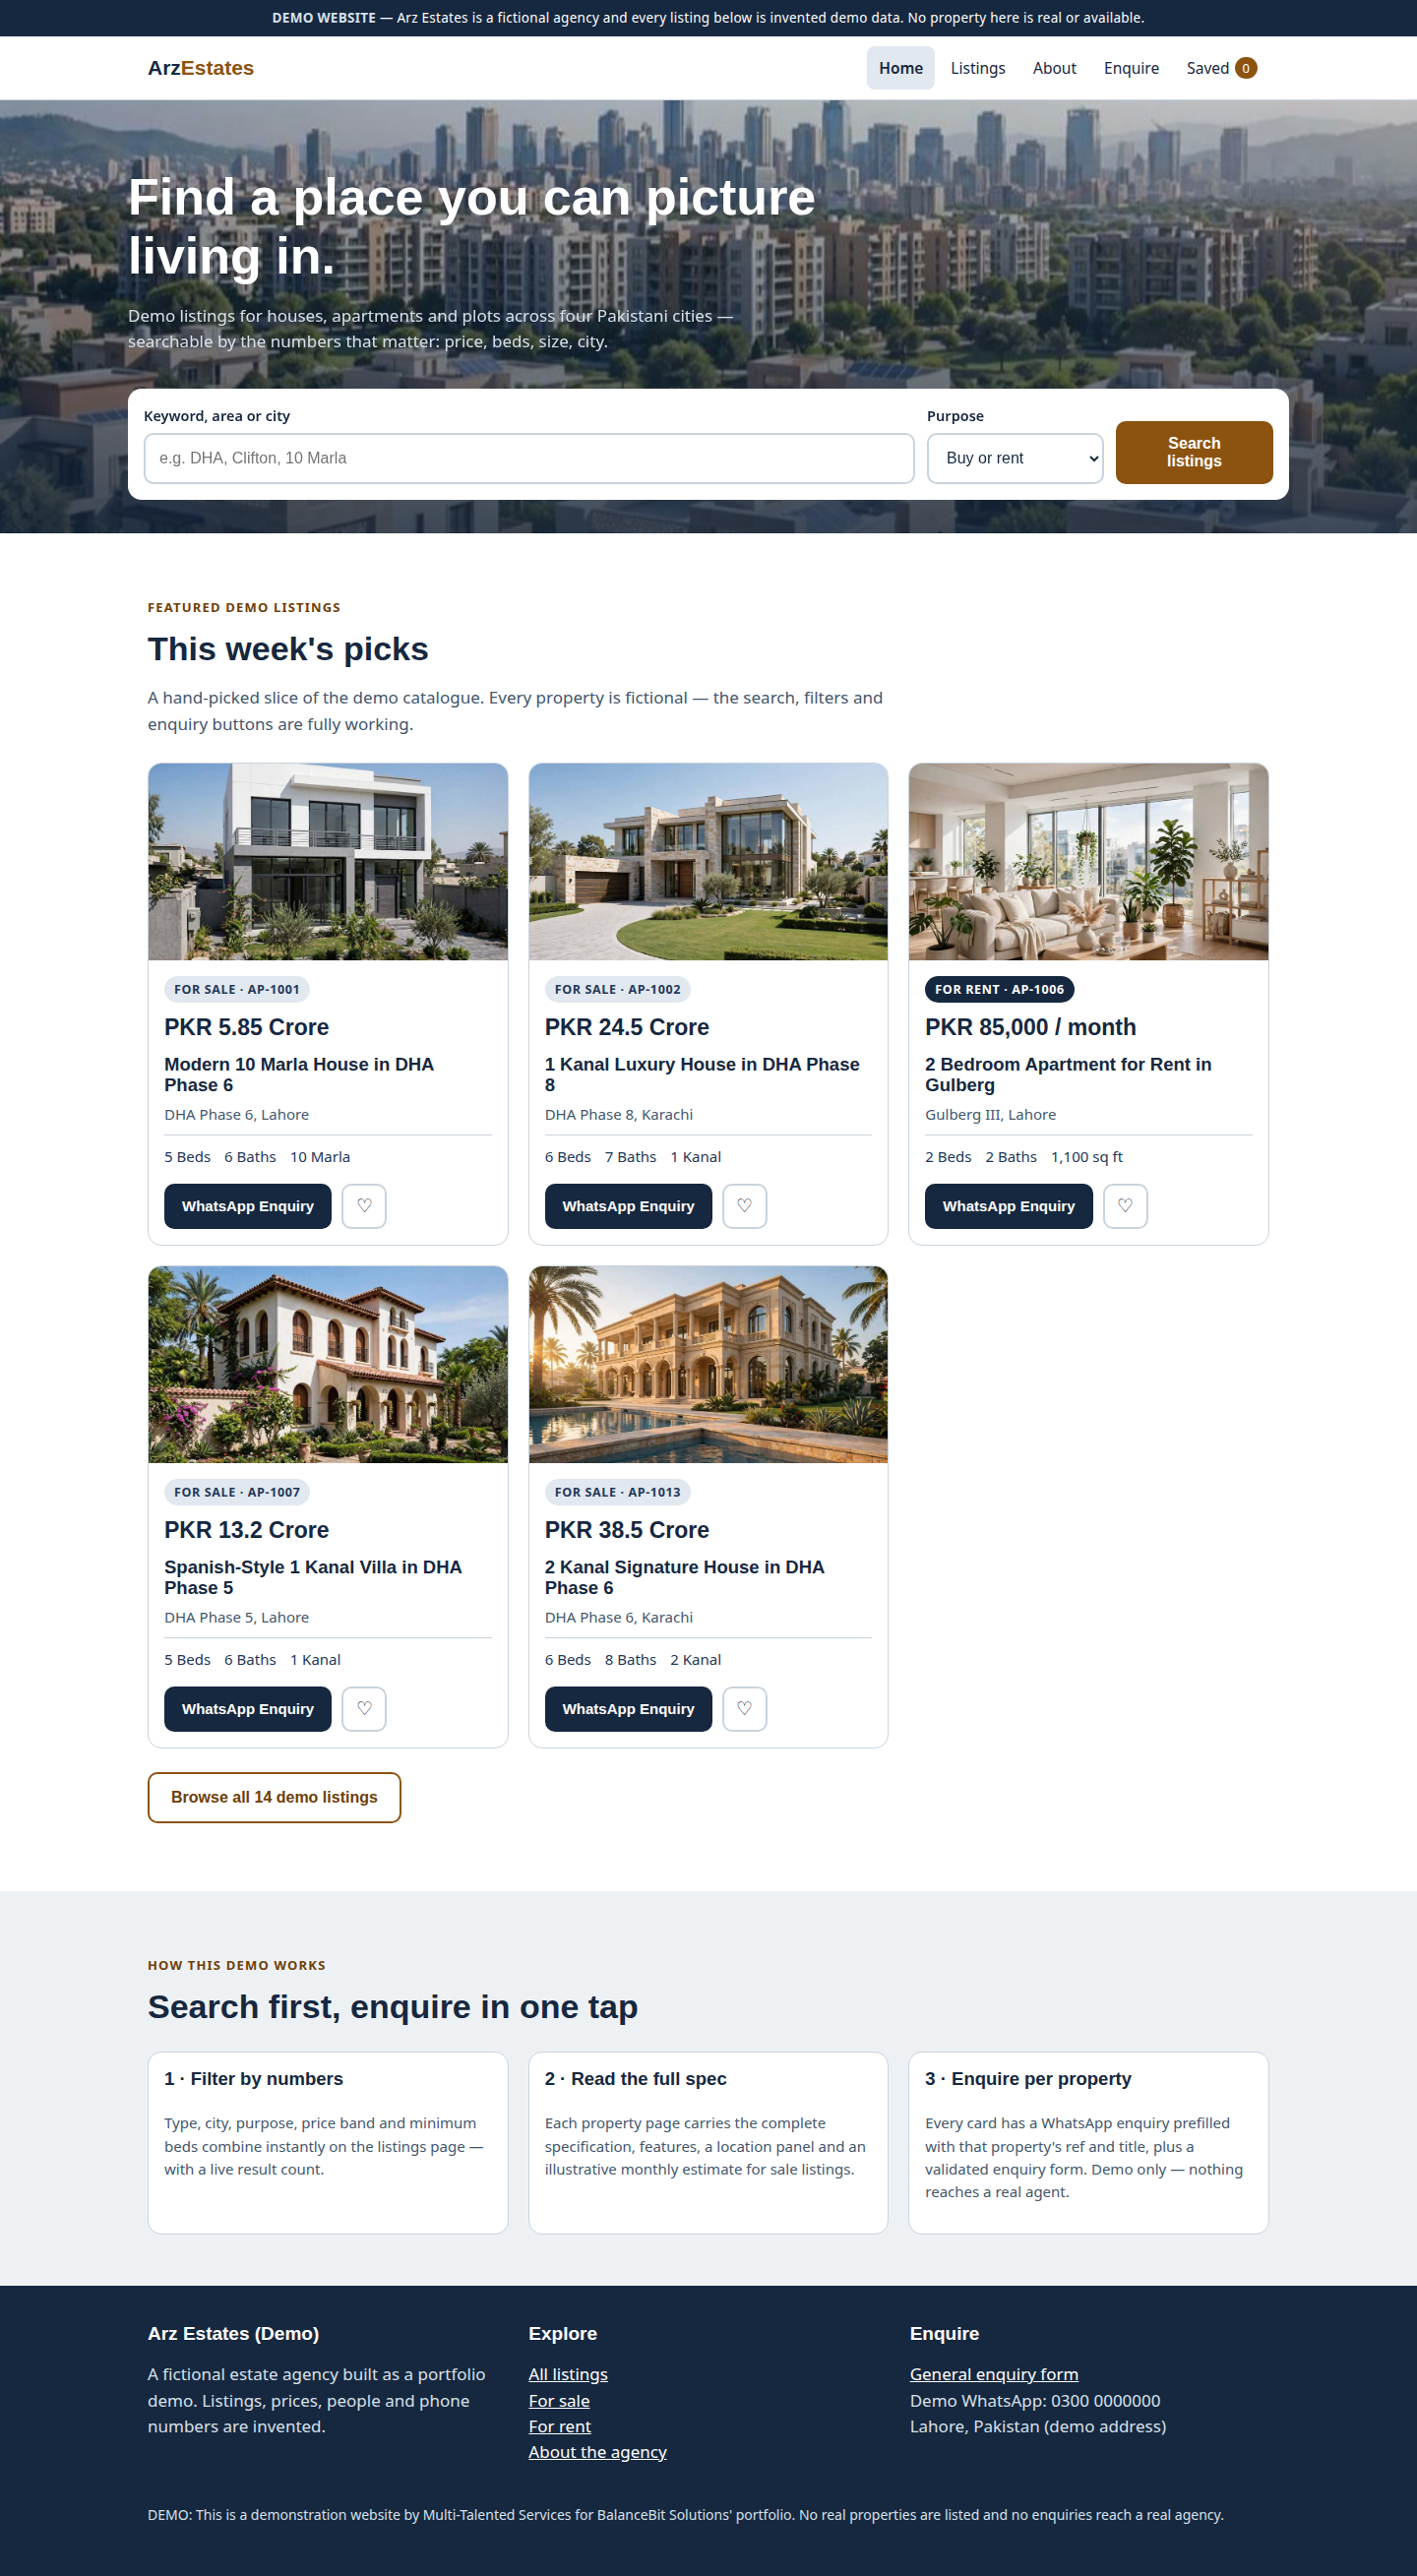 DEMO WEBSITE — Arz Estates is a fictional agency and every listing below is invented demo data. No property here is real or available.
ArzEstates
Home Listings About Enquire Saved 0
Find a place you can picture
living in.
Demo listings for houses, apartments and plots across four Pakistani cities —
searchable by the numbers that matter: price, beds, size, city.
Keyword, area or city
e.g. DHA, Clifton, 10 Marla
Purpose
Buy or rent
Search
listings
FEATURED DEMO LISTINGS
This week's picks
A hand-picked slice of the demo catalogue. Every property is fictional — the search, filters and
enquiry buttons are fully working.
FOR SALE · AP-1001
PKR 5.85 Crore
Modern 10 Marla House in DHA
Phase 6
DHA Phase 6, Lahore
5 Beds 6 Baths 10 Marla
WhatsApp Enquiry ♡
FOR SALE · AP-1002
PKR 24.5 Crore
1 Kanal Luxury House in DHA Phase
8
DHA Phase 8, Karachi
6 Beds 7 Baths 1 Kanal
WhatsApp Enquiry ♡
FOR RENT · AP-1006
PKR 85,000 / month
2 Bedroom Apartment for Rent in
Gulberg
Gulberg III, Lahore
2 Beds 2 Baths 1,100 sq ft
WhatsApp Enquiry ♡
FOR SALE · AP-1007
PKR 13.2 Crore
Spanish-Style 1 Kanal Villa in DHA
Phase 5
DHA Phase 5, Lahore
5 Beds 6 Baths 1 Kanal
WhatsApp Enquiry ♡
FOR SALE · AP-1013
PKR 38.5 Crore
2 Kanal Signature House in DHA
Phase 6
DHA Phase 6, Karachi
6 Beds 8 Baths 2 Kanal
WhatsApp Enquiry ♡
Browse all 14 demo listings
HOW THIS DEMO WORKS
Search first, enquire in one tap
1 · Filter by numbers
Type, city, purpose, price band and minimum
beds combine instantly on the listings page —
with a live result count.
2 · Read the full spec
Each property page carries the complete
specification, features, a location panel and an
illustrative monthly estimate for sale listings.
3 · Enquire per property
Every card has a WhatsApp enquiry prefilled
with that property's ref and title, plus a
validated enquiry form. Demo only — nothing
reaches a real agent.
Arz Estates (Demo)
A fictional estate agency built as a portfolio
demo. Listings, prices, people and phone
numbers are invented.
Explore
All listings
For sale
For rent
About the agency
Enquire
General enquiry form
Demo WhatsApp: 0300 0000000
Lahore, Pakistan (demo address)
DEMO: This is a demonstration website by Multi-Talented Services for BalanceBit Solutions' portfolio. No real properties are listed and no enquiries reach a real agency.